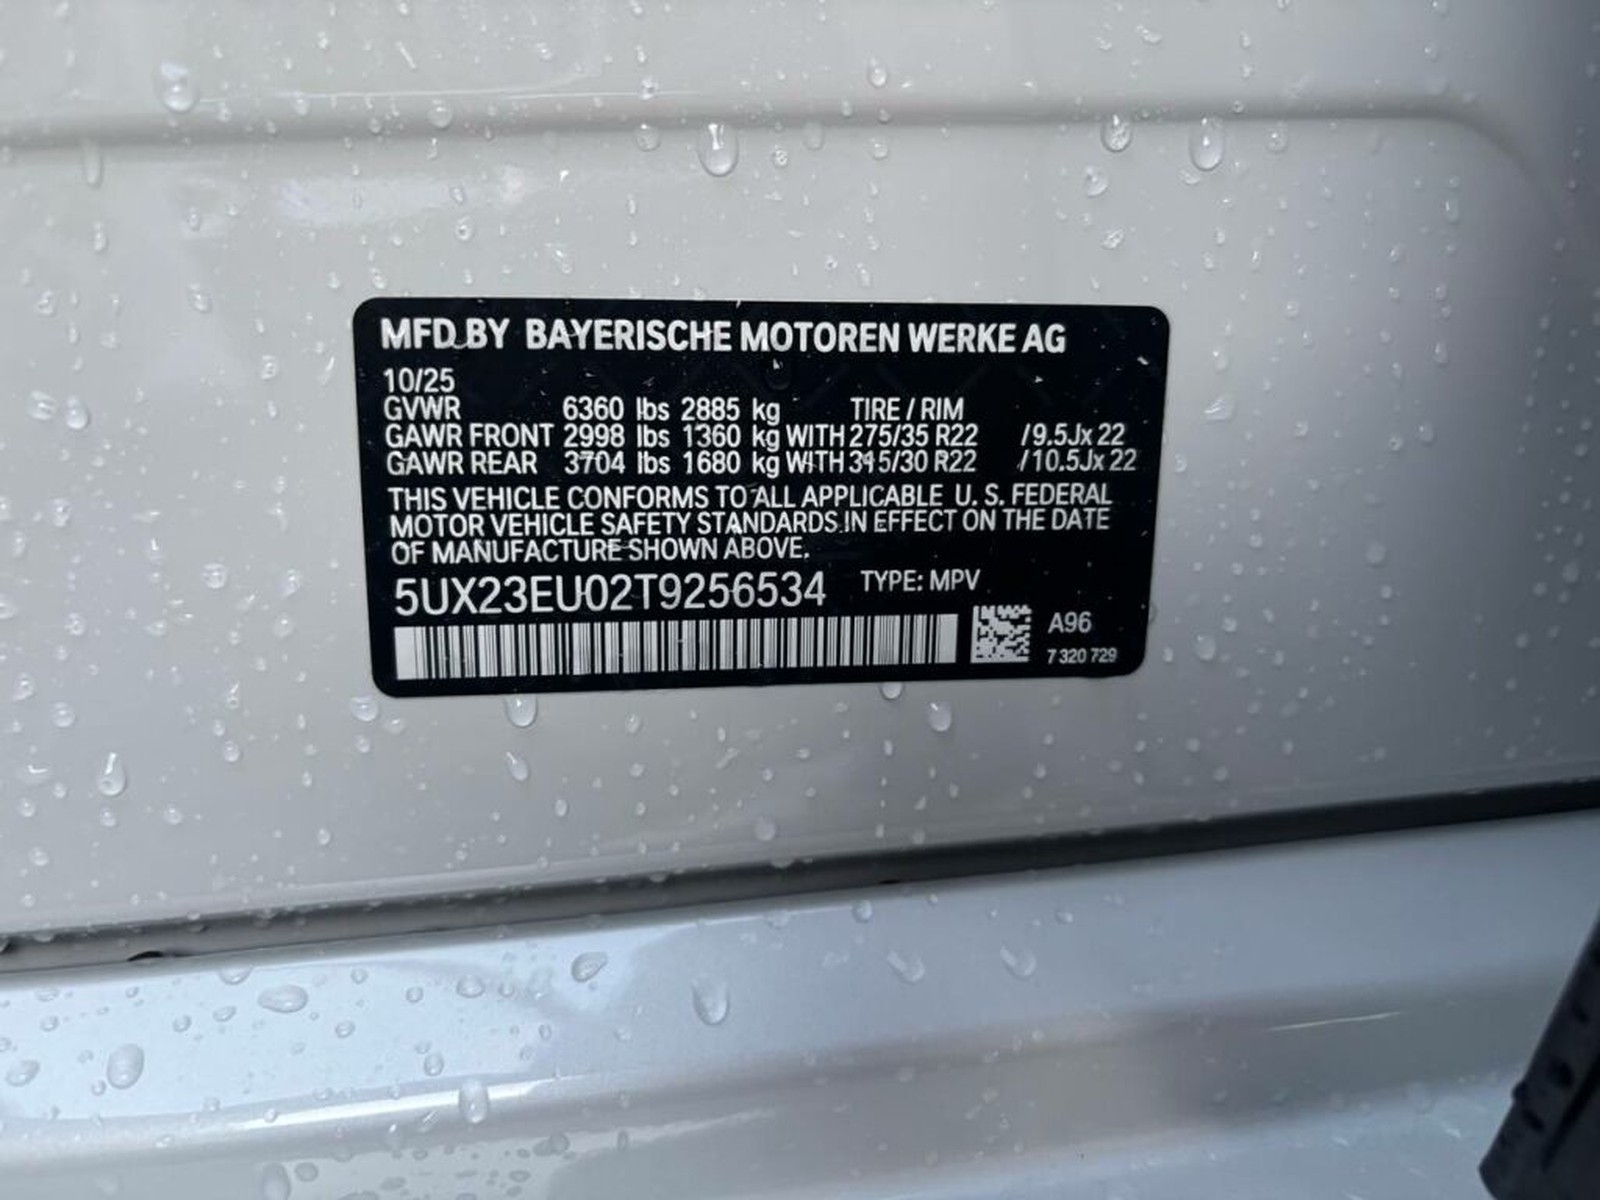 MFD BY BAYERISCHE MOTOREN WERKE AG
10/25
GVWR 6360 lbs 2885 kg TIRE / RIM
GAWR FRONT 2998 lbs 1360 kg WITH 275/35 R22 /9.5Jx22
GAWR REAR 3704 lbs 1680 kg WITH 315/30 R22 /10.5Jx22
THIS VEHICLE CONFORMS TO ALL APPLICABLE U. S. FEDERAL
MOTOR VEHICLE SAFETY STANDARDS IN EFFECT ON THE DATE
OF MANUFACTURE SHOWN ABOVE.
5UX23EU02T9256534 TYPE: MPV
A96
7 320 729